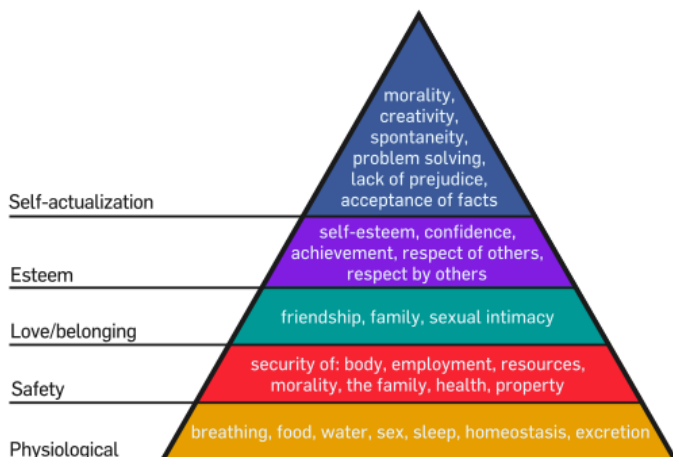 morality,
creativity,
spontaneity,
problem solving,
lack of prejudice,
acceptance of facts
Self-actualization
self-esteem, confidence,
achievement, respect of others,
respect by others
Esteem
friendship, family, sexual intimacy
Love/belonging
security of: body, employment, resources,
morality, the family, health, property
Safety
breathing, food, water, sex, sleep, homeostasis, excretion
Physiological